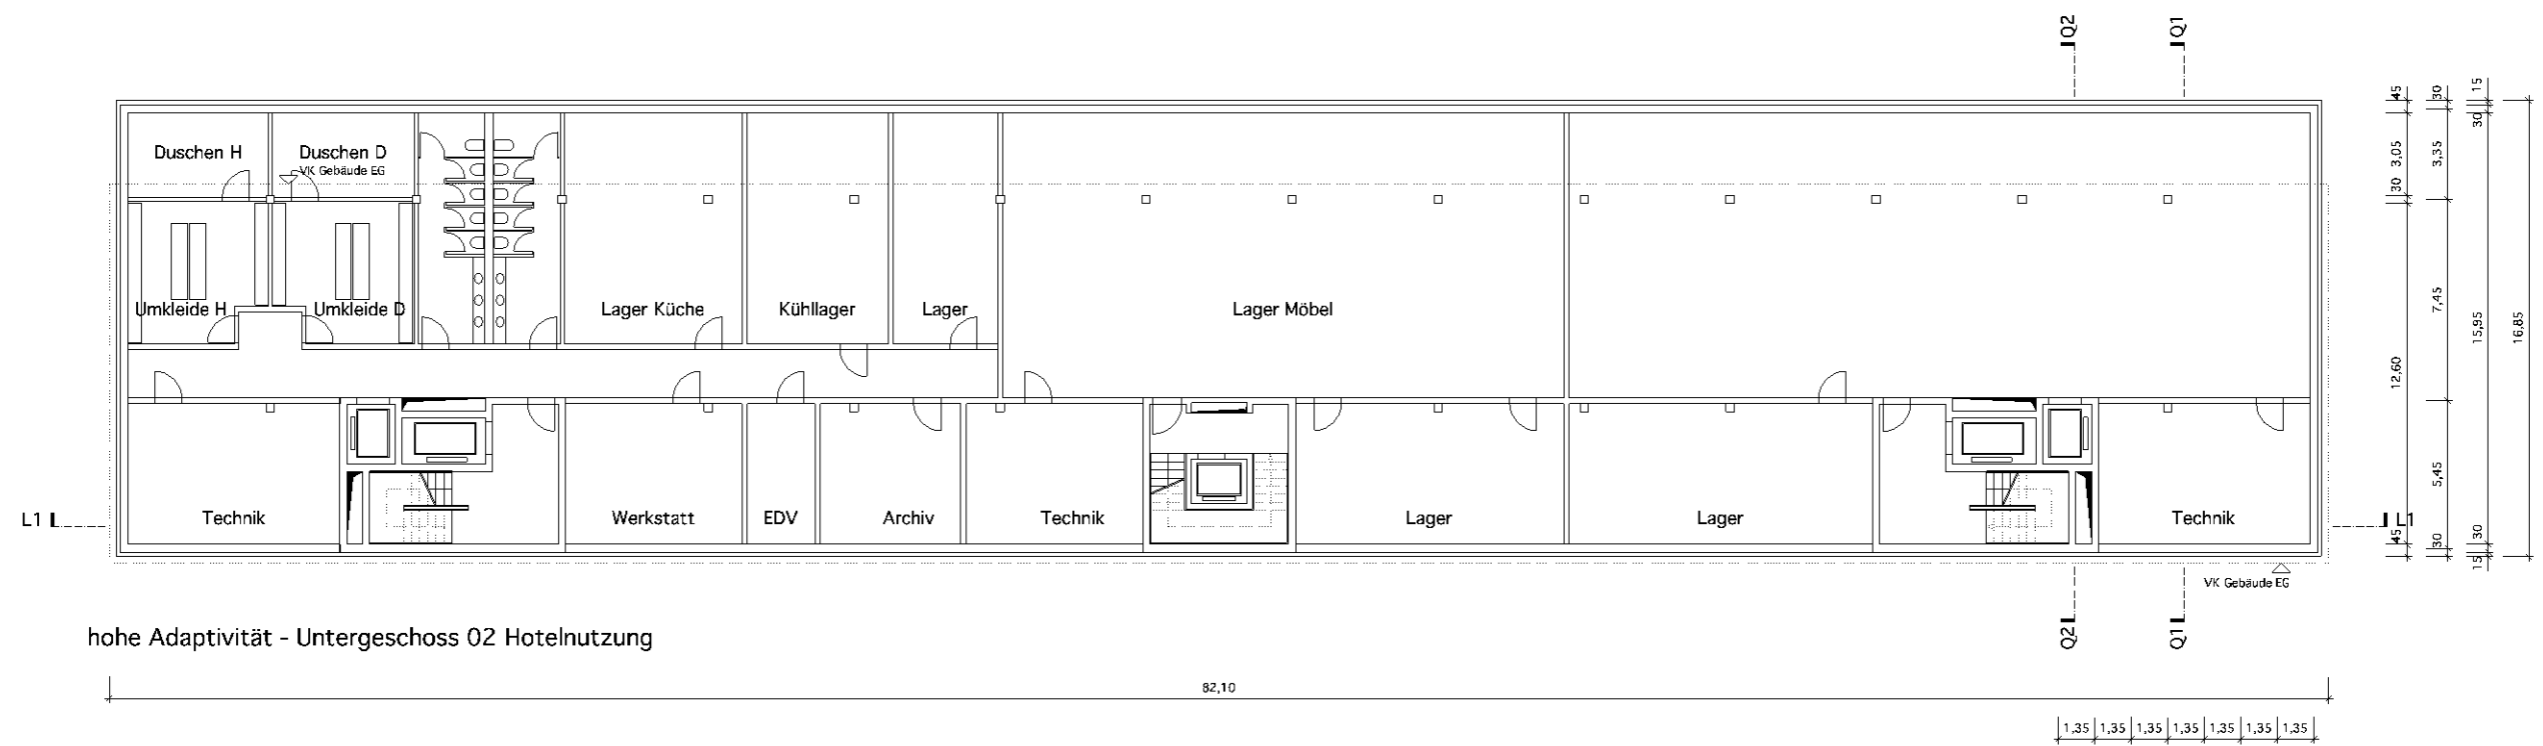 Q2
Q1
Duschen H
Duschen D
VK Gebäude EG
Umkleide H
Umkleide D
Lager Küche
Kühllager
Lager
Lager Möbel
Technik
Werkstatt
EDV
Archiv
Technik
Lager
Lager
Technik
L1
L1
VK Gebäude EG
45
3,05
30
12,60
45
30
3,35
7,45
5,45
30
15
30
15,95
30
15
16,85
Q2
Q1
hohe Adaptivität - Untergeschoss 02 Hotelnutzung
82,10
1,35 1,35 1,35 1,35 1,35 1,35 1,35